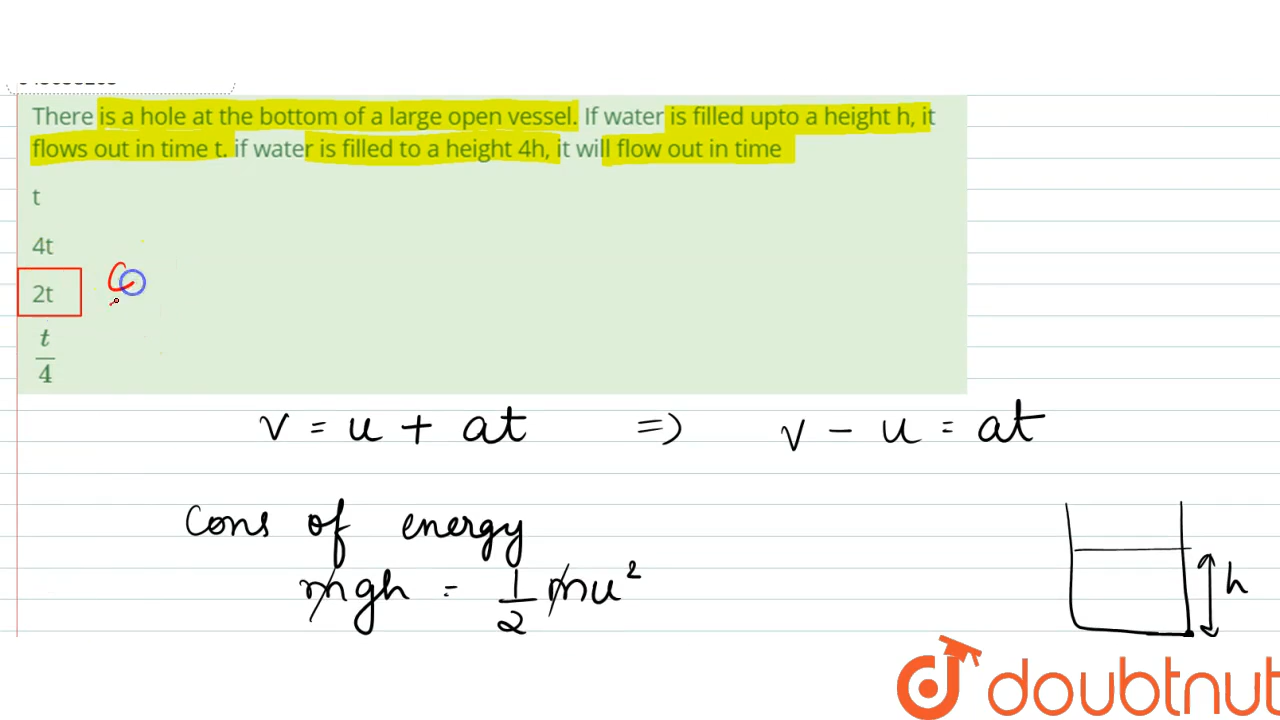 There is a hole at the bottom of a large open vessel. If water is filled upto a height h, it
flows out in time t. if water is filled to a height 4h, it will flow out in time
t
4t
2t
t
4
v = u + at ⇒ v - u = at
Cons of energy
mgh = 1/2 mu²
h
doubtnut